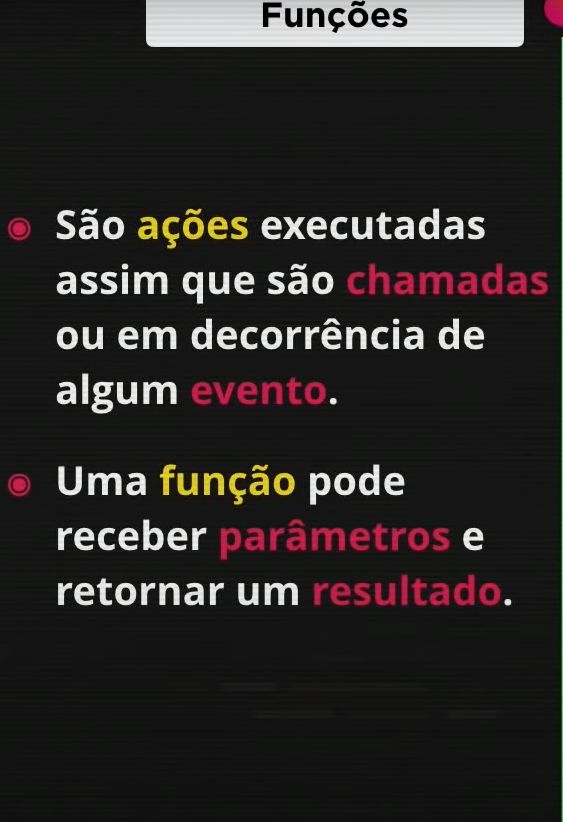 Funções
São ações executadas
assim que são chamadas
ou em decorrência de
algum evento.
Uma função pode
receber parâmetros e
retornar um resultado.